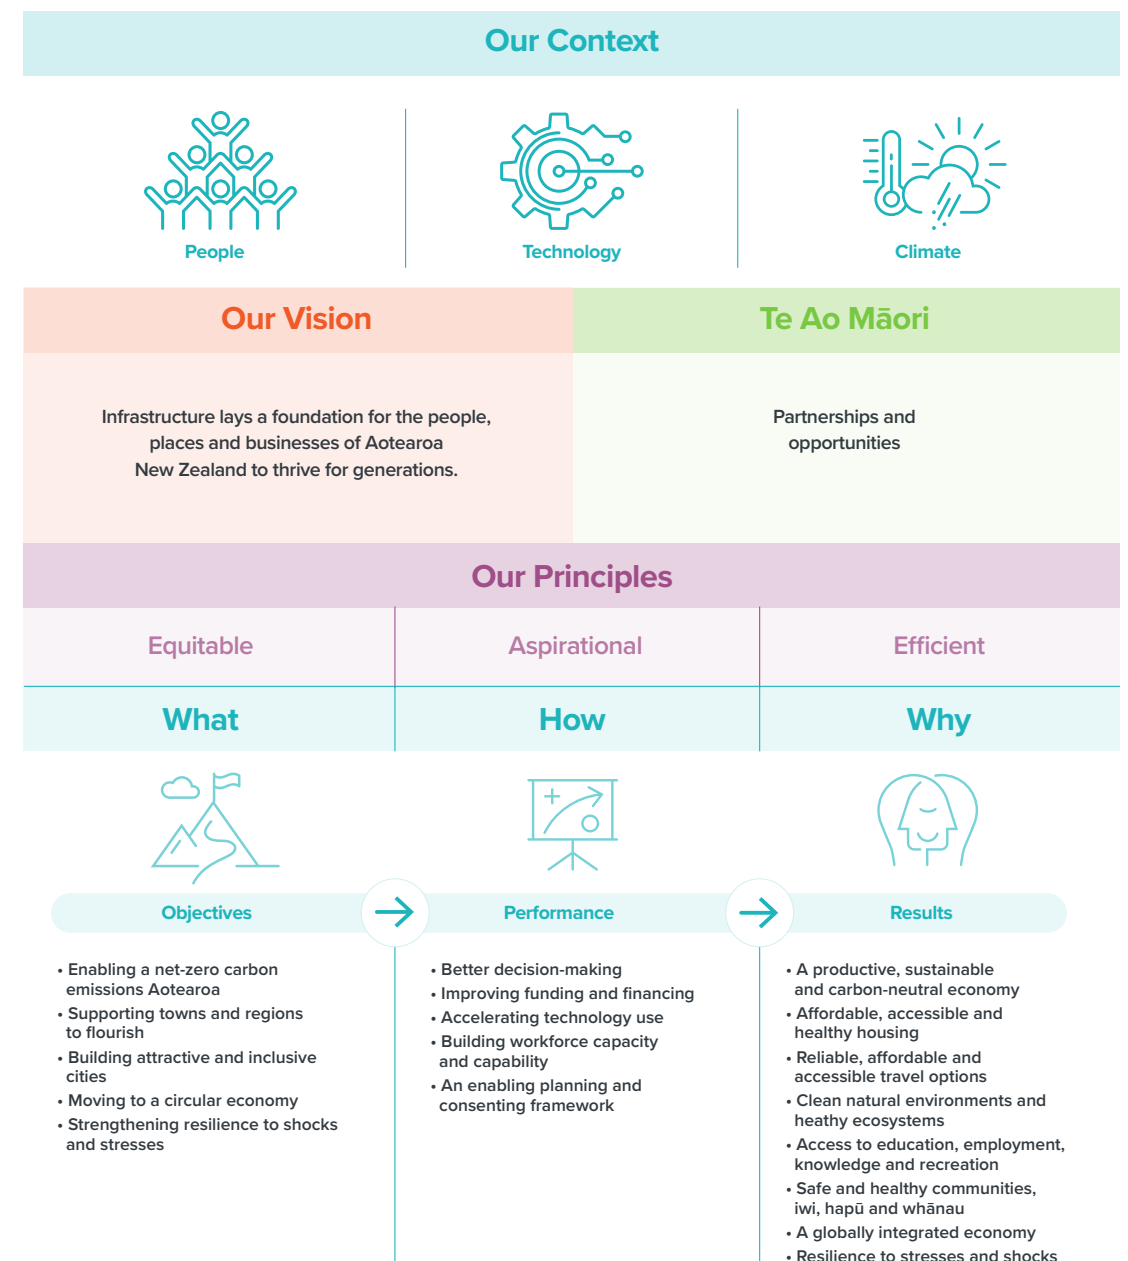 Our Context
People
Technology
Climate
Our Vision
Te Ao Māori
Infrastructure lays a foundation for the people,
places and businesses of Aotearoa
New Zealand to thrive for generations.
Partnerships and
opportunities
Our Principles
Equitable
Aspirational
Efficient
What
How
Why
Objectives
Performance
Results
• Enabling a net-zero carbon
emissions Aotearoa
• Supporting towns and regions
to flourish
• Building attractive and inclusive
cities
• Moving to a circular economy
• Strengthening resilience to shocks
and stresses
• Better decision-making
• Improving funding and financing
• Accelerating technology use
• Building workforce capacity
and capability
• An enabling planning and
consenting framework
• A productive, sustainable
and carbon-neutral economy
• Affordable, accessible and
healthy housing
• Reliable, affordable and
accessible travel options
• Clean natural environments and
heathy ecosystems
• Access to education, employment,
knowledge and recreation
• Safe and healthy communities,
iwi, hapū and whānau
• A globally integrated economy
• Resilience to stresses and shocks